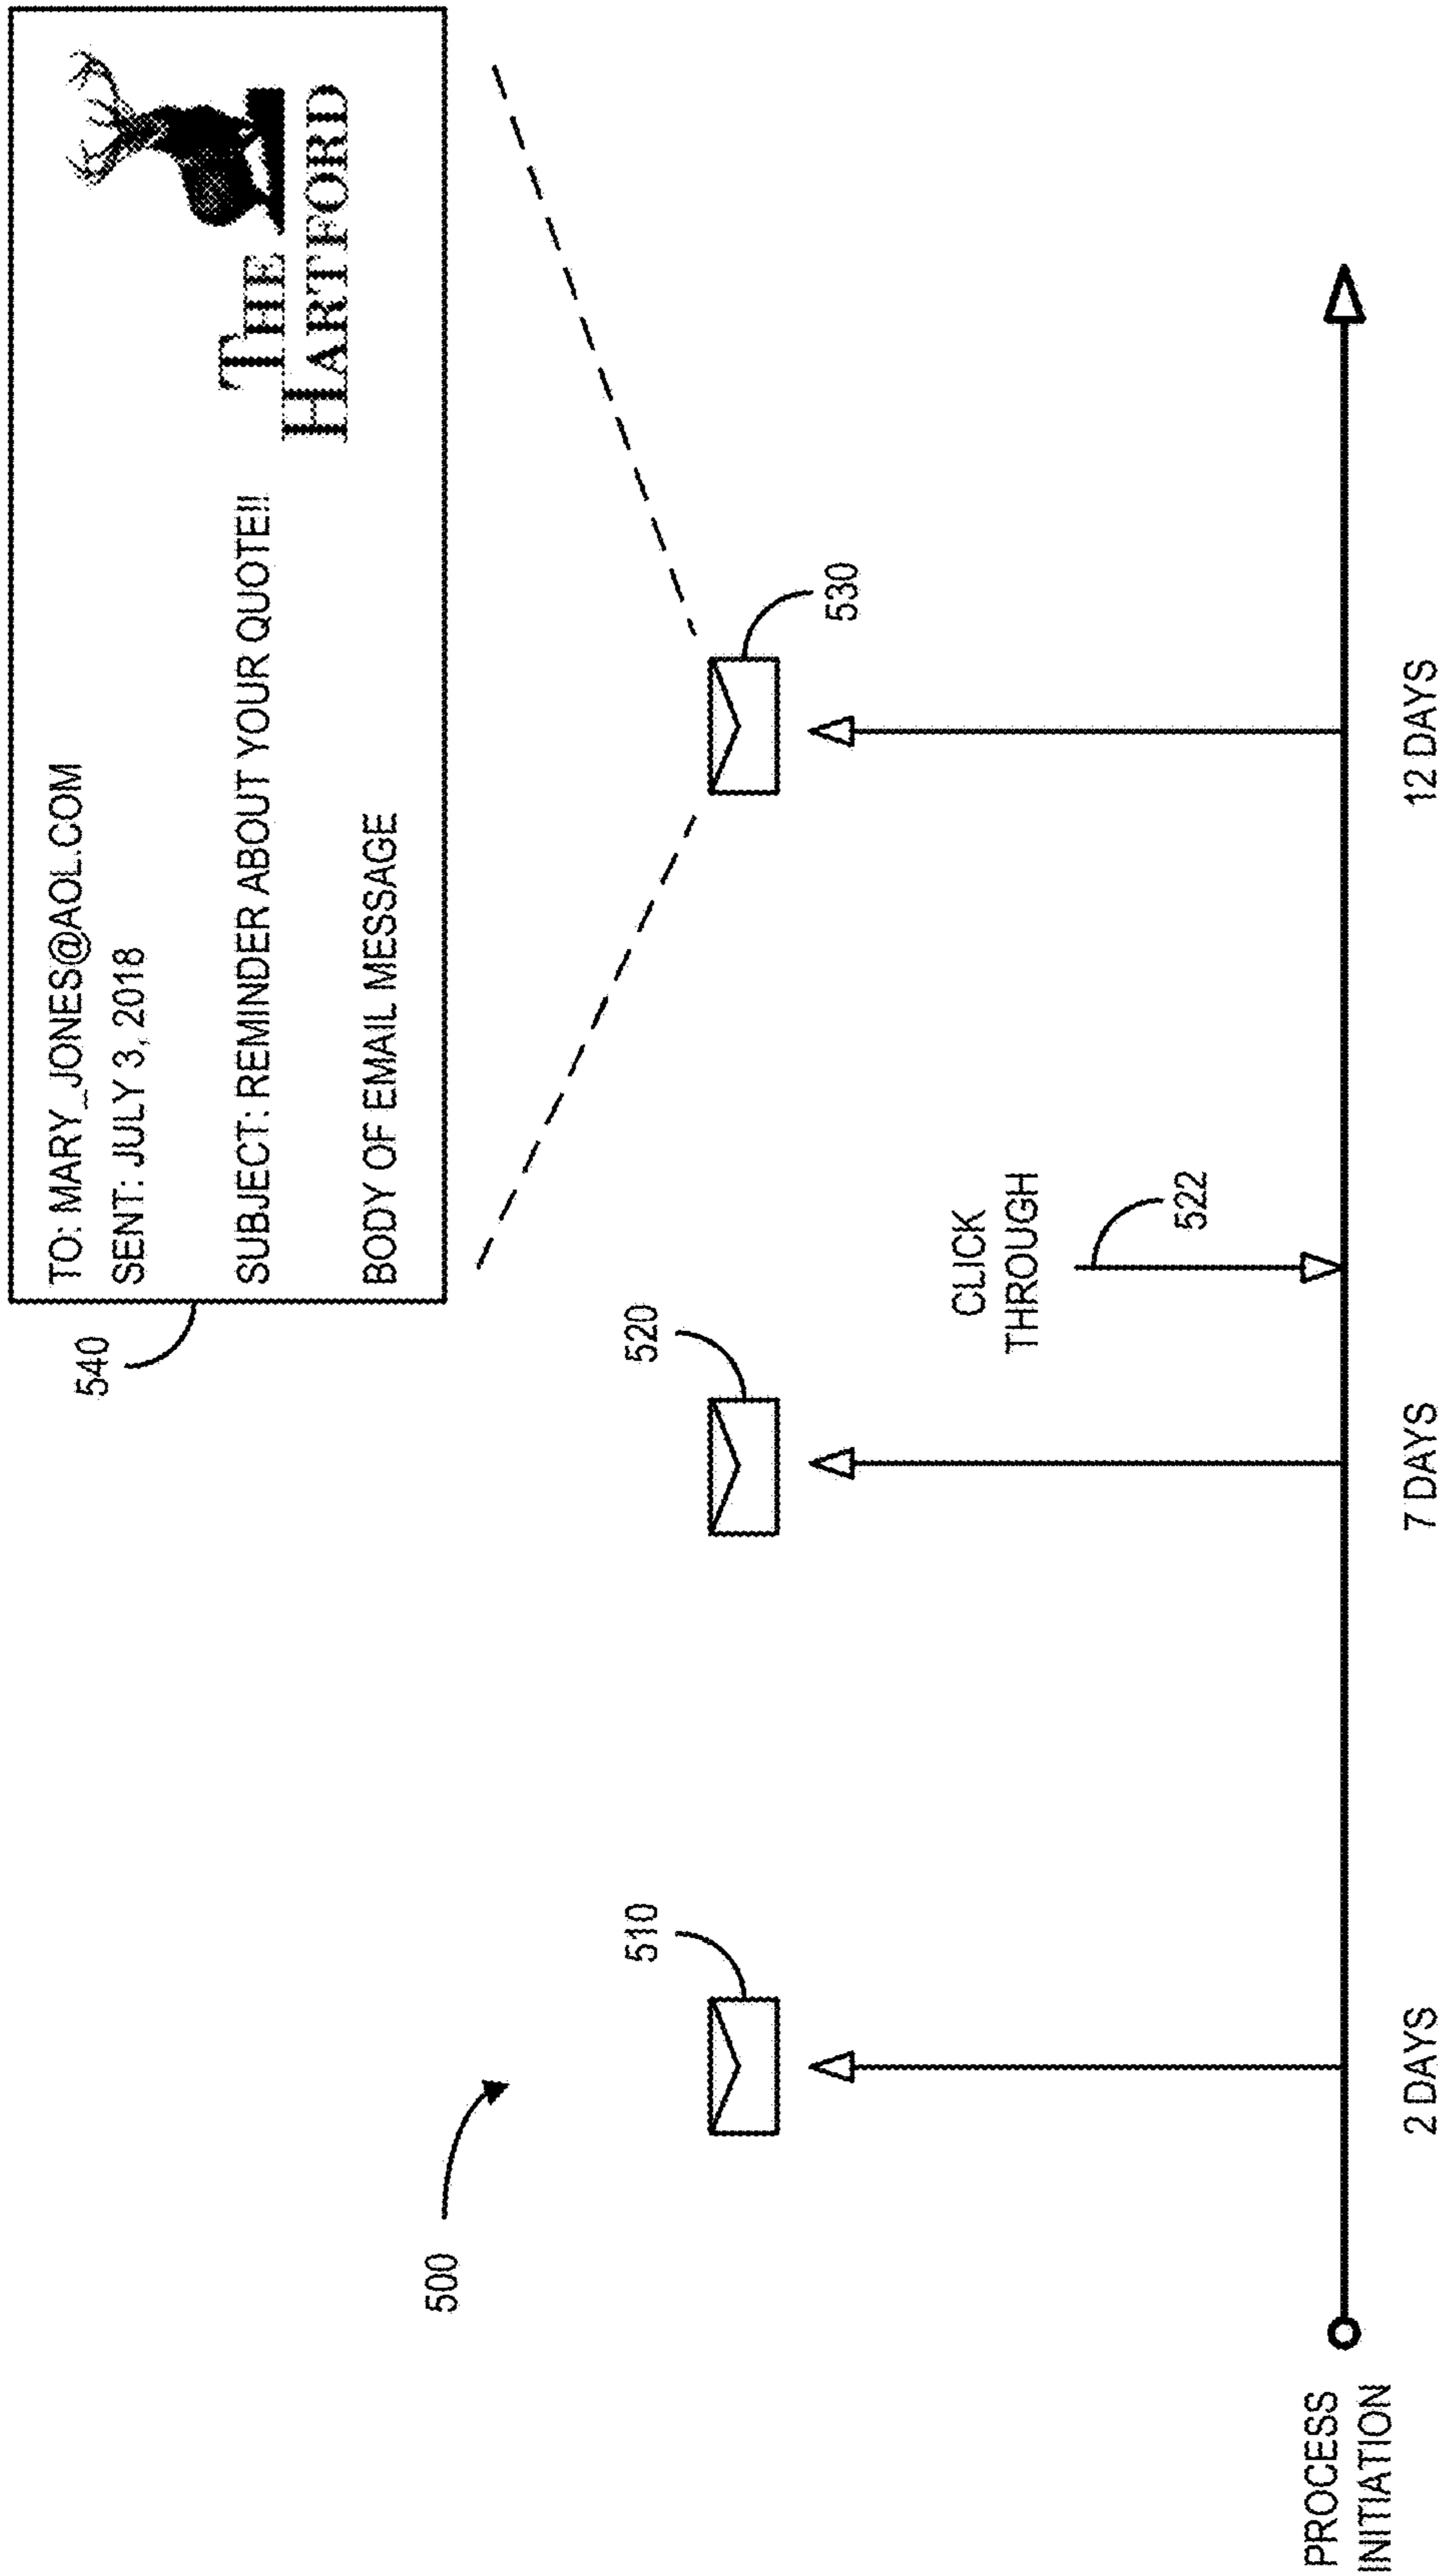 540
TO: MARY_JONES@AOL.COM
SENT: JULY 3, 2018
SUBJECT: REMINDER ABOUT YOUR QUOTE!!
BODY OF EMAIL MESSAGE
THE
HARTFORD
500
510
520
530
CLICK
THROUGH
522
PROCESS
INITIATION
2 DAYS
7 DAYS
12 DAYS